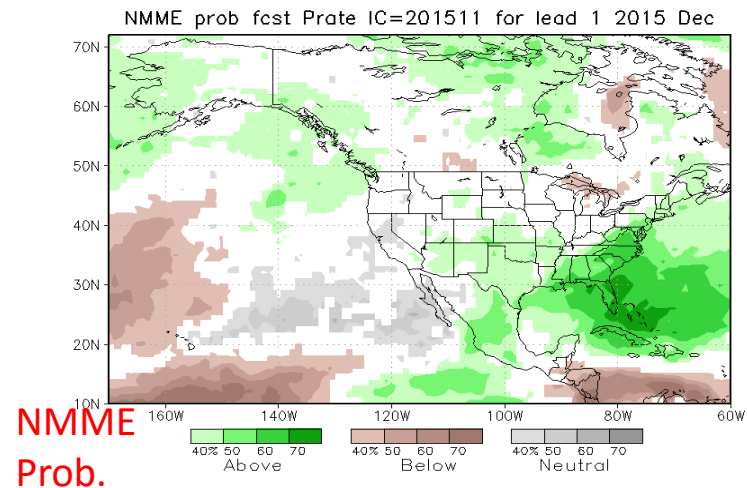 NMME prob fcst Prate IC=201511 for lead 1 2015 Dec
70N
60N
50N
40N
30N
20N
10N
160W 140W 120W 100W 80W 60W
NMME
Prob.
40% 50 60 70
Above
40% 50 60 70
Below
40% 50 60 70
Neutral